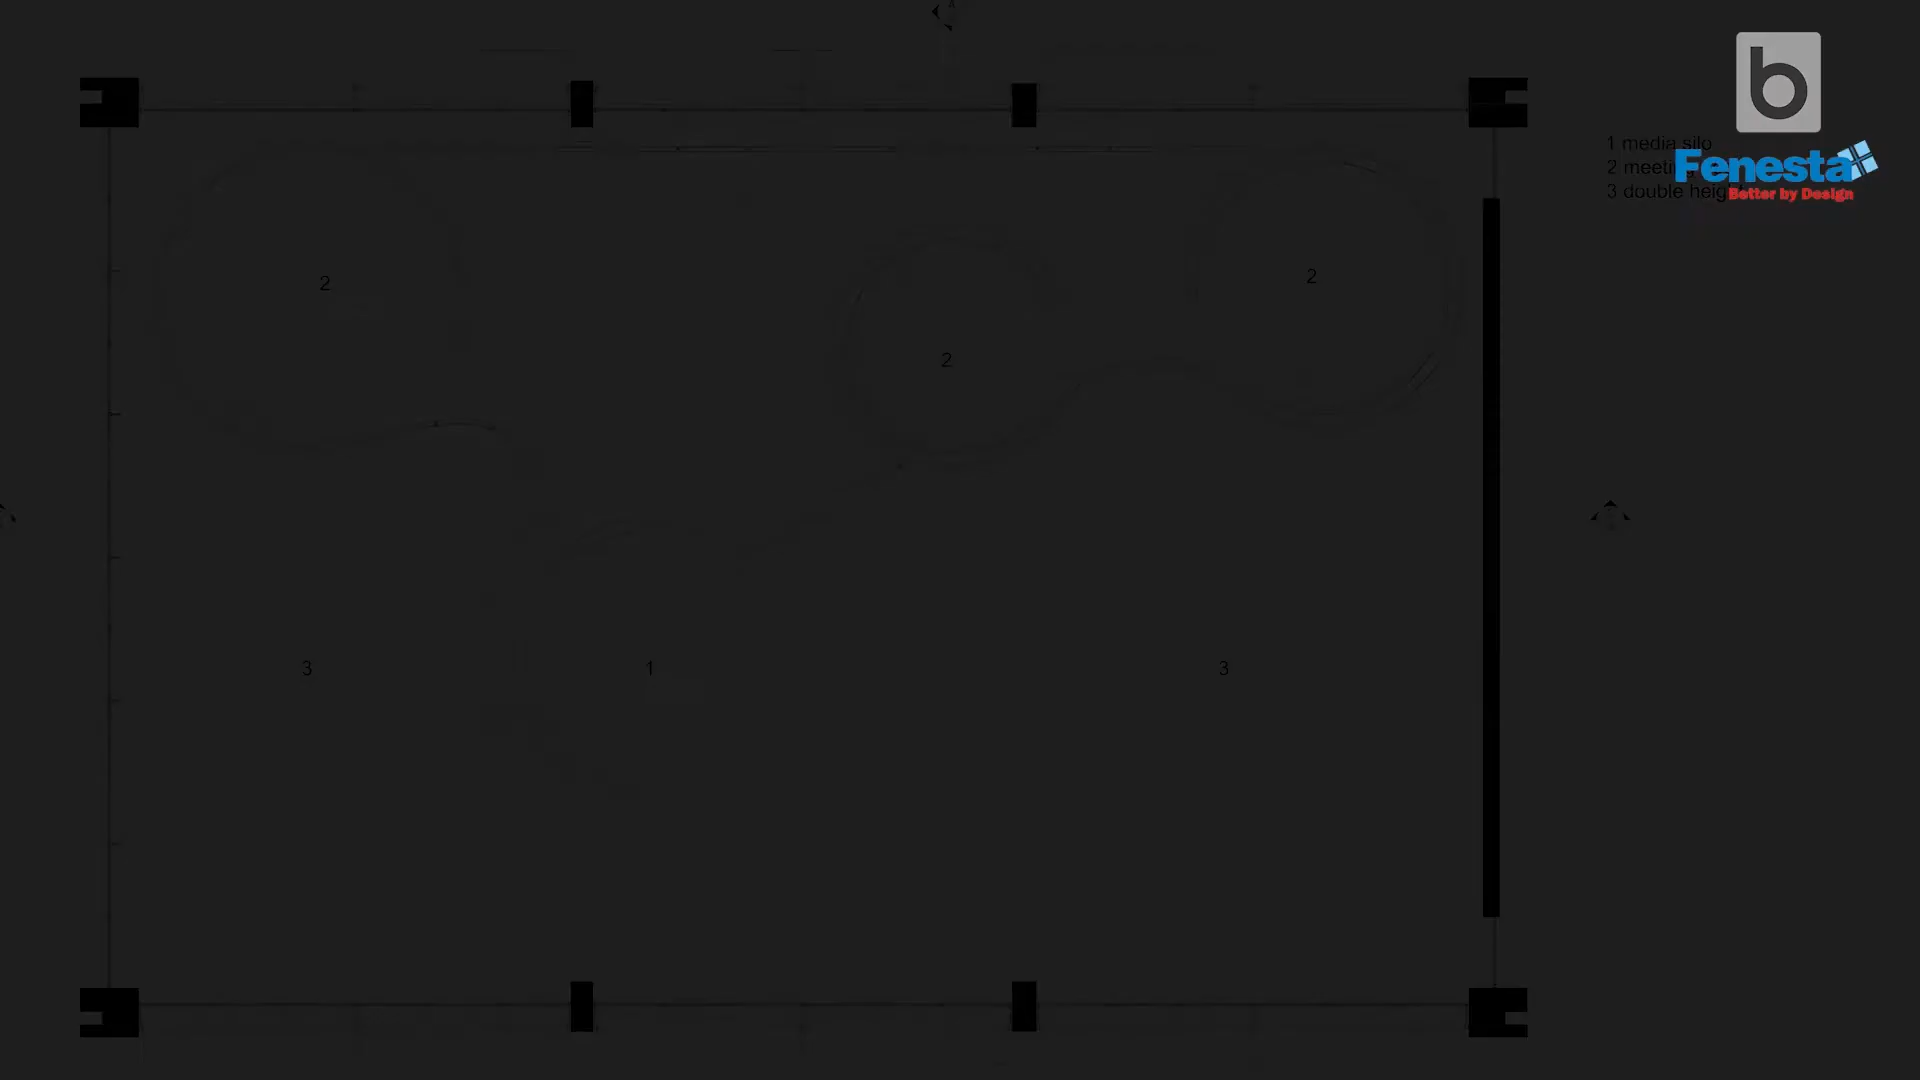 A
b
1 media silo
2 meeti
Fenesta
3 double heig
Better by Design
2
2
2
3
1
3